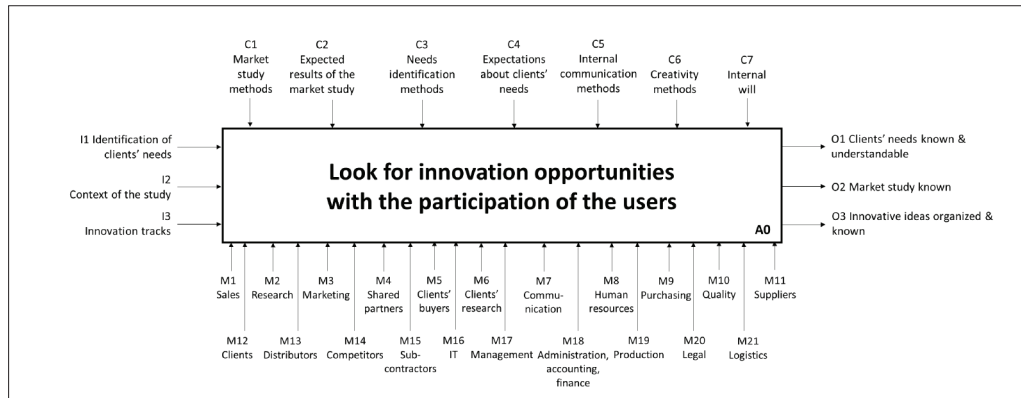 C1
Market
study
methods
C2
Expected
results of the
market study
C3
Needs
identification
methods
C4
Expectations
about clients'
needs
C5
Internal
communication
methods
C6
Creativity
methods
C7
Internal
will
I1 Identification of
clients' needs
I2
Context of the study
I3
Innovation tracks
Look for innovation opportunities
with the participation of the users
A0
O1 Clients' needs known &
understandable
O2 Market study known
O3 Innovative ideas organized &
known
M1
Sales
M2
Research
M3
Marketing
M4
Shared
partners
M5
Clients'
buyers
M6
Clients'
research
M7
Commu-
nication
M8
Human
resources
M9
Purchasing
M10
Quality
M11
Suppliers
M12
Clients
M13
Distributors
M14
Competitors
M15
Sub-
contractors
M16
IT
M17
Management
M18
Administration,
accounting,
finance
M19
Production
M20
Legal
M21
Logistics